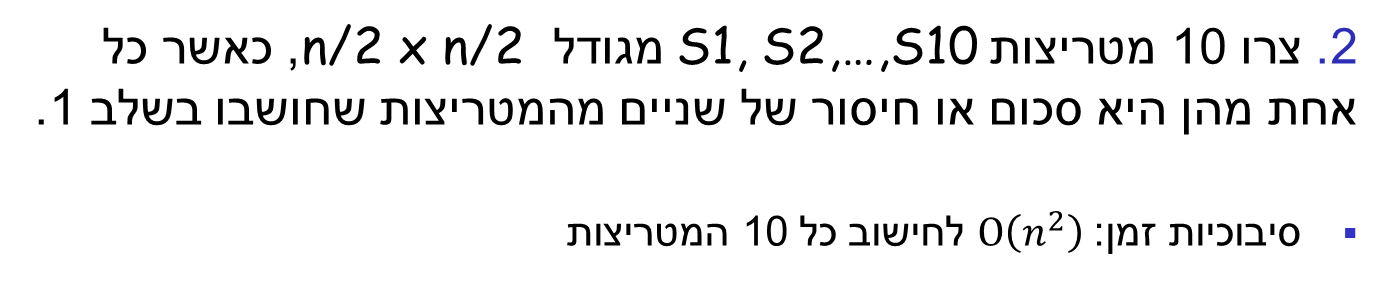 2. צרו 10 מטריצות S1, S2,…,S10 מגודל n/2 x n/2, כאשר כל
אחת מהן היא סכום או חיסור של שניים מהמטריצות שחושבו בשלב 1.
▪ סיבוכיות זמן: O(n²) לחישוב כל 10 המטריצות